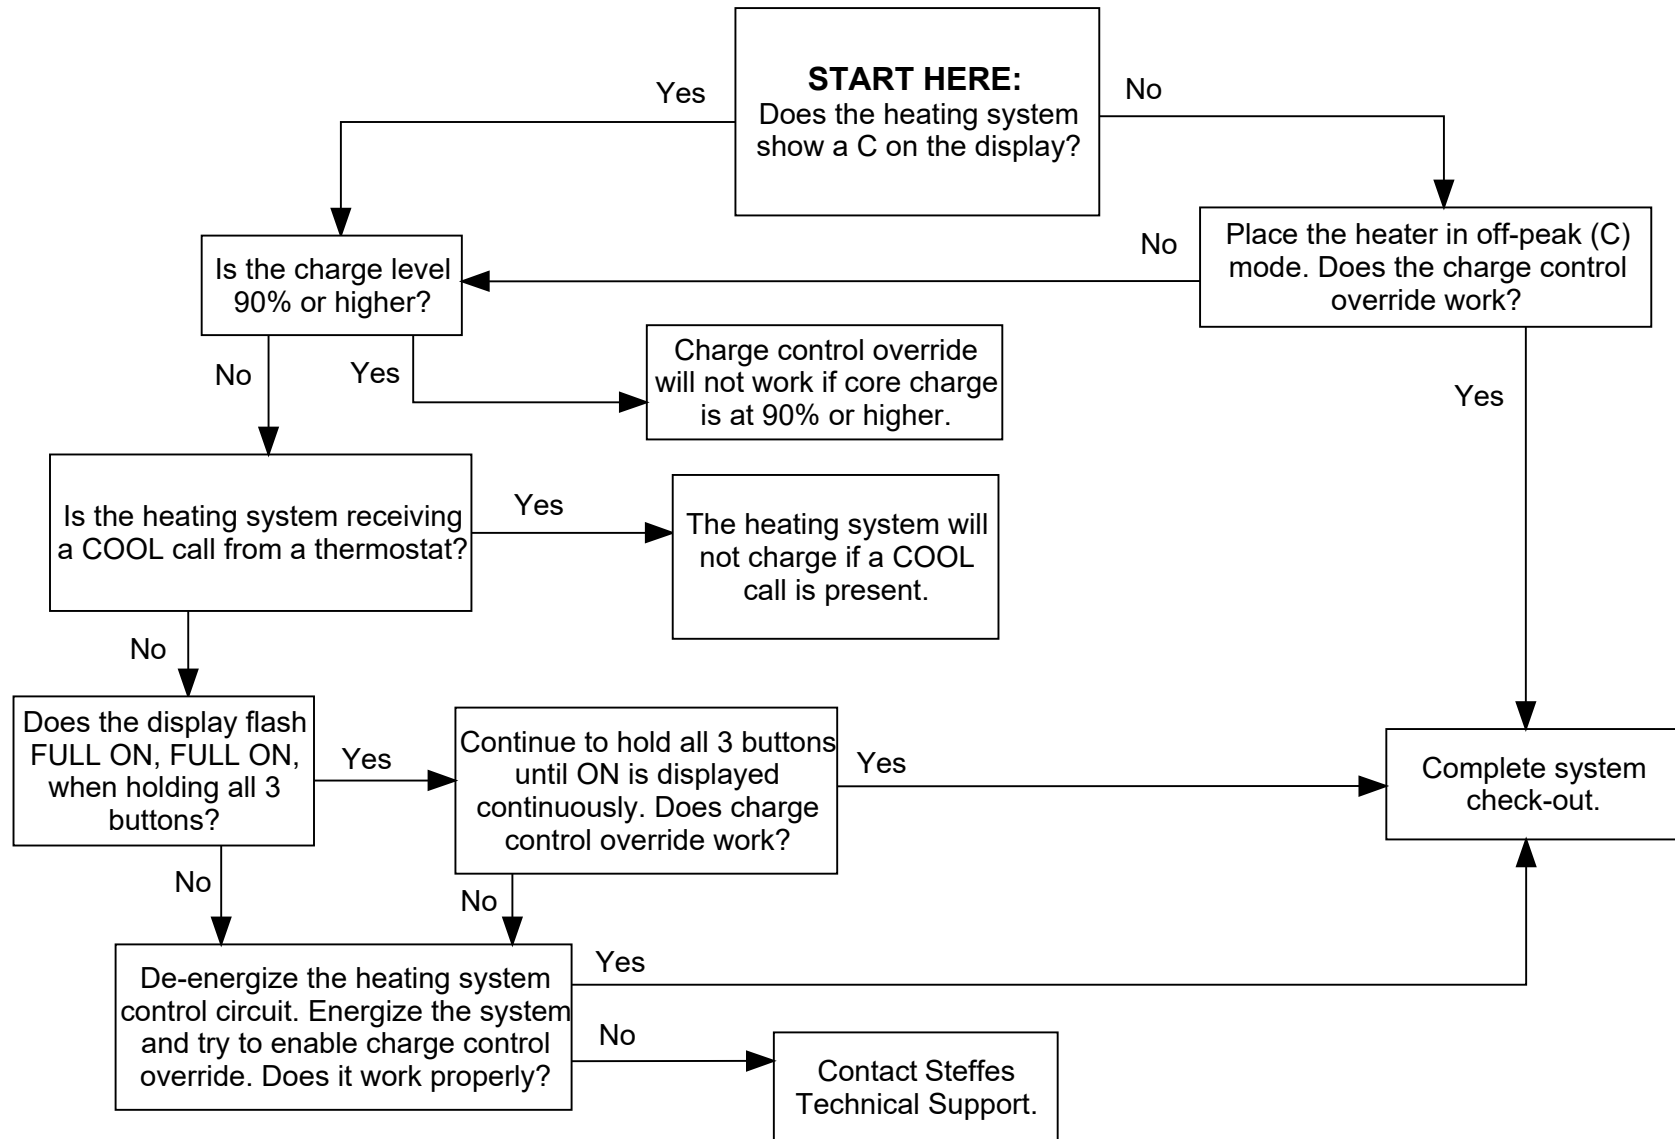 START HERE:
Does the heating system
show a C on the display?
Yes
No
Place the heater in off-peak (C)
mode. Does the charge control
override work?
No
Is the charge level
90% or higher?
Yes
No
Yes
Charge control override
will not work if core charge
is at 90% or higher.
Is the heating system receiving
a COOL call from a thermostat?
Yes
The heating system will
not charge if a COOL
call is present.
No
Does the display flash
FULL ON, FULL ON,
when holding all 3
buttons?
Yes
Continue to hold all 3 buttons
until ON is displayed
continuously. Does charge
control override work?
Yes
Complete system
check-out.
No
No
De-energize the heating system
control circuit. Energize the system
and try to enable charge control
override. Does it work properly?
Yes
No
Contact Steffes
Technical Support.